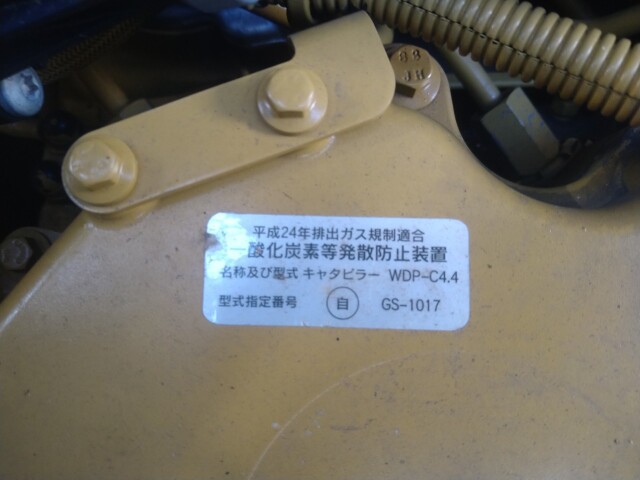 平成24年排出ガス規制適合
一酸化炭素等発散防止装置
名称及び型式 キャタピラー WDP-C4.4
型式指定番号 自 GS-1017